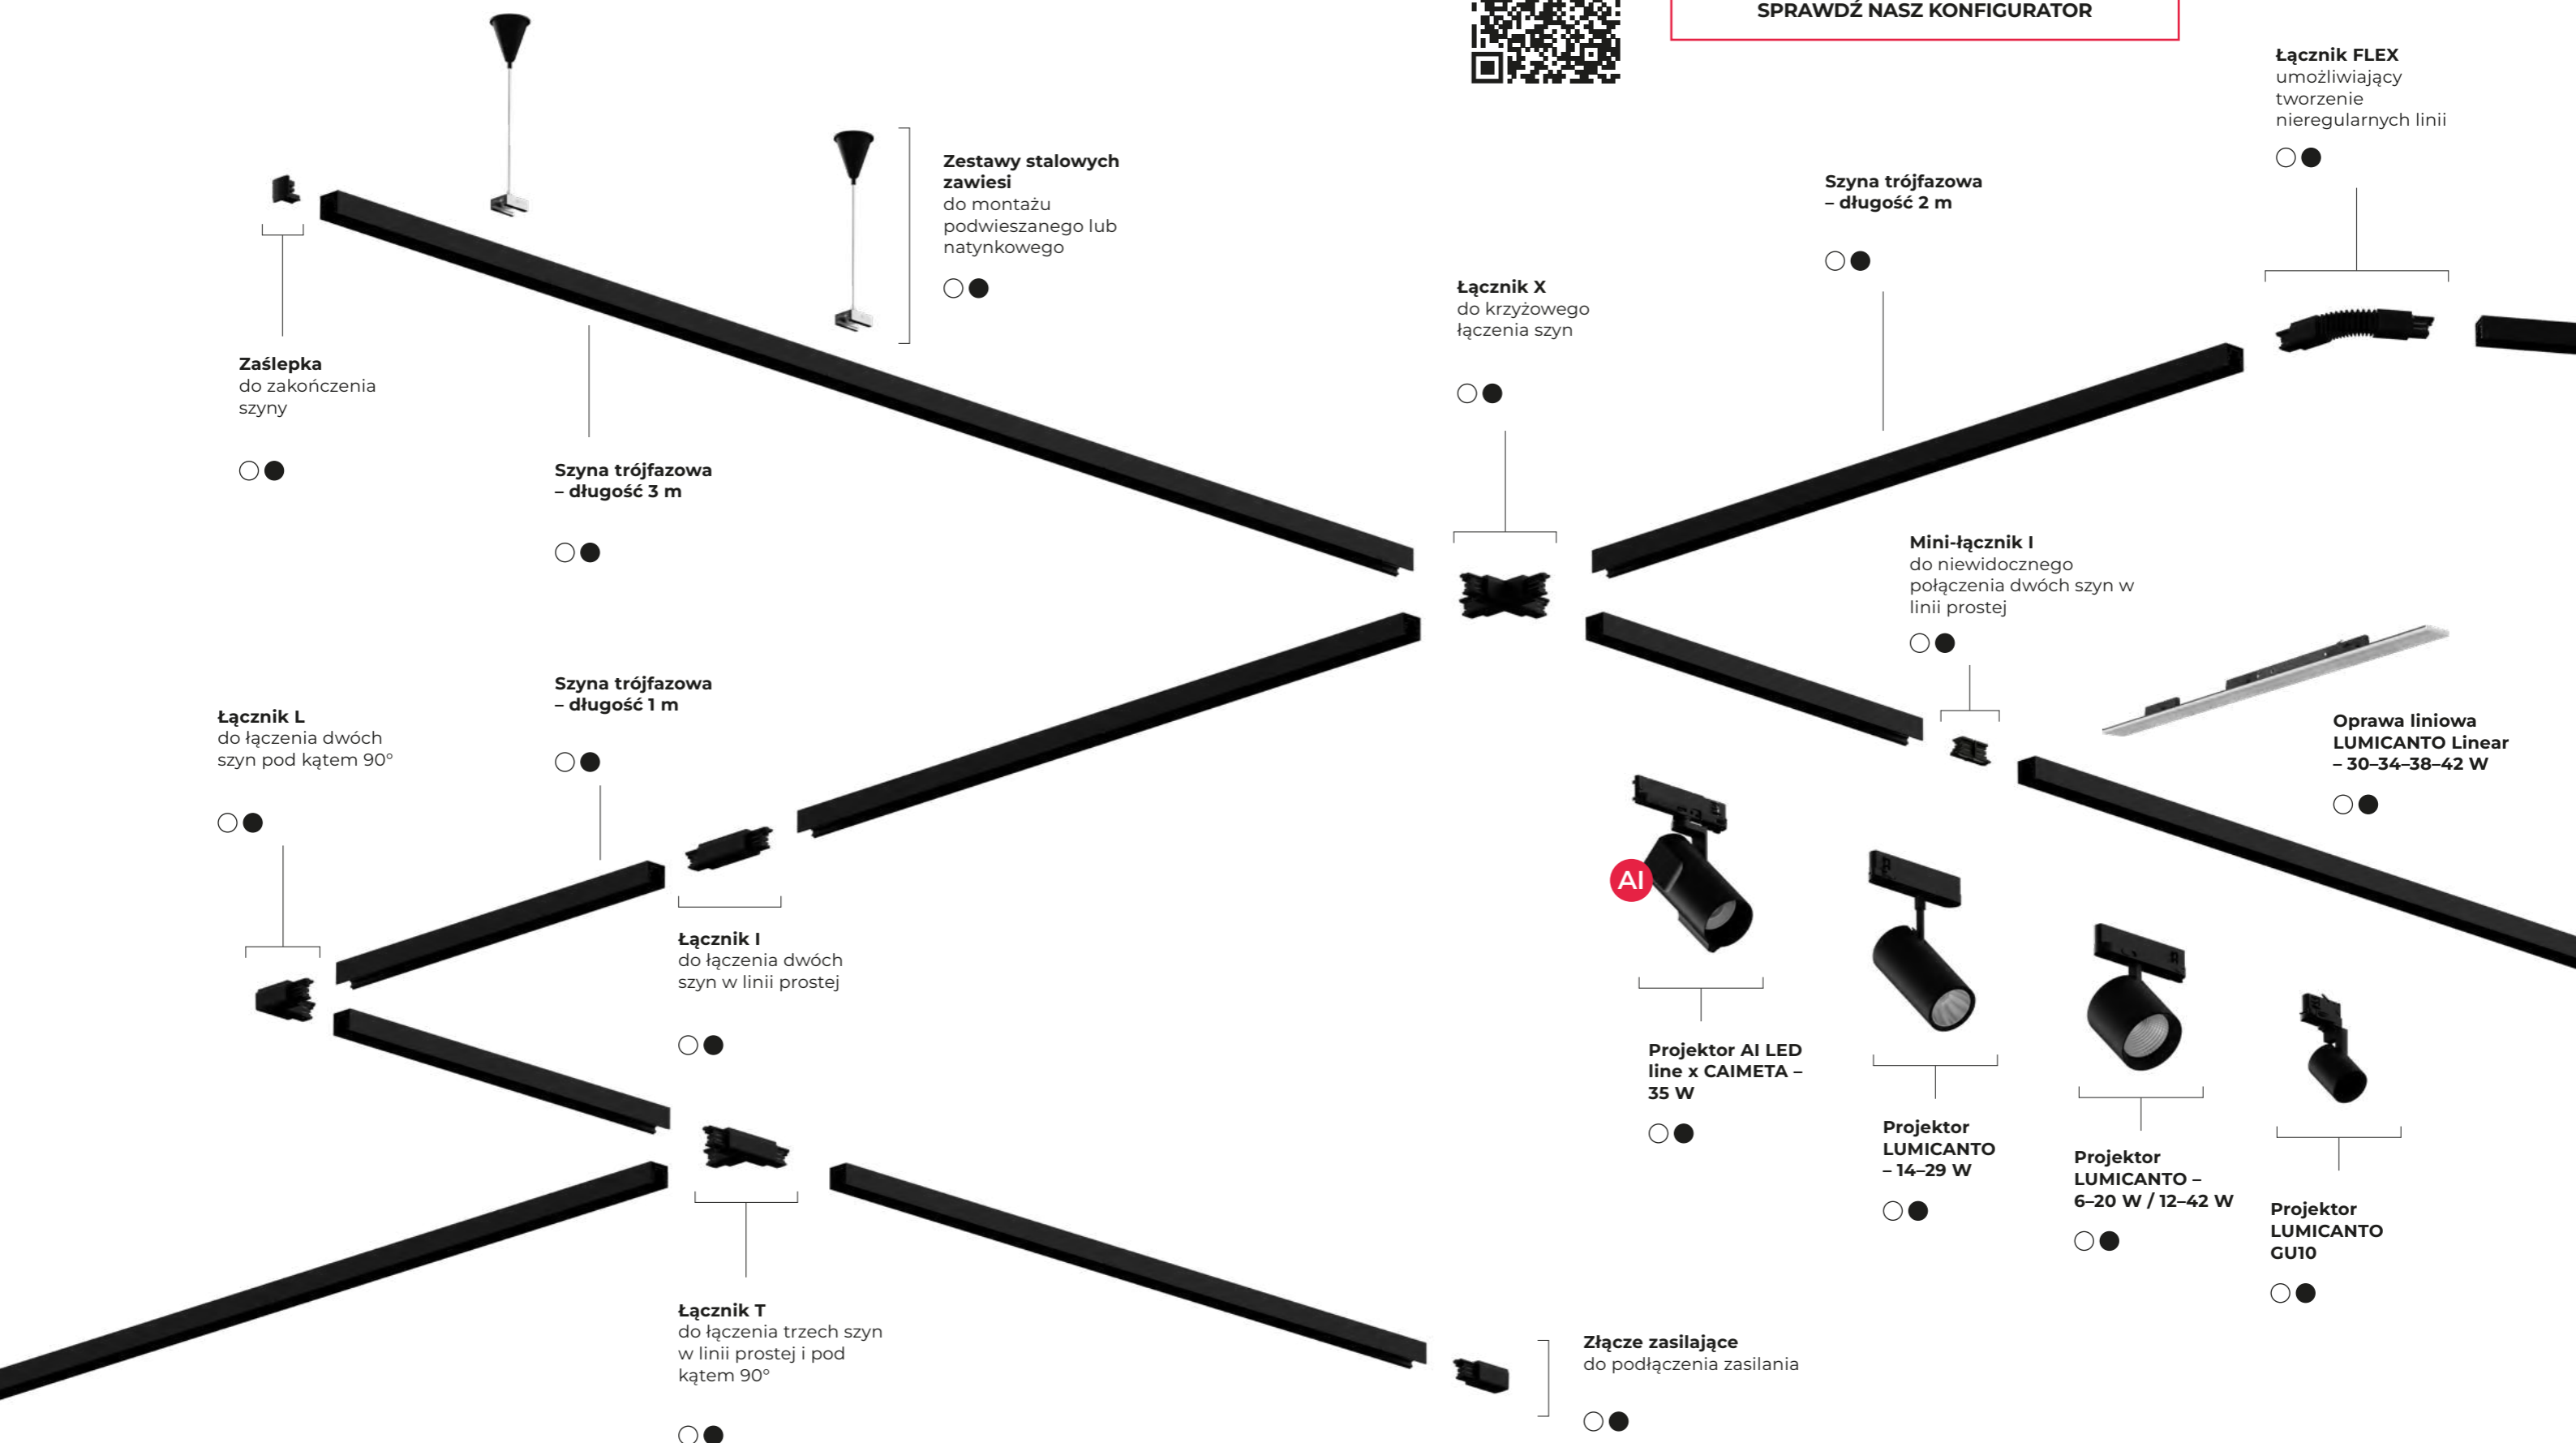 SPRAWDŹ NASZ KONFIGURATOR
Łącznik FLEX
umożliwiający
tworzenie
nieregularnych linii
Zestawy stalowych
zawiesi
do montażu
podwieszanego lub
natynkowego
Szyna trójfazowa
– długość 2 m
Łącznik X
do krzyżowego
łączenia szyn
Zaślepka
do zakończenia
szyny
Szyna trójfazowa
– długość 3 m
Mini-łącznik I
do niewidocznego
połączenia dwóch szyn w
linii prostej
Szyna trójfazowa
– długość 1 m
Łącznik L
do łączenia dwóch
szyn pod kątem 90°
Oprawa liniowa
LUMICANTO Linear
– 30–34–38–42 W
AI
Łącznik I
do łączenia dwóch
szyn w linii prostej
Projektor AI LED
line x CAIMETA –
35 W
Projektor
LUMICANTO
– 14–29 W
Projektor
LUMICANTO –
6–20 W / 12–42 W
Projektor
LUMICANTO
GU10
Łącznik T
do łączenia trzech szyn
w linii prostej i pod
kątem 90°
Złącze zasilające
do podłączenia zasilania